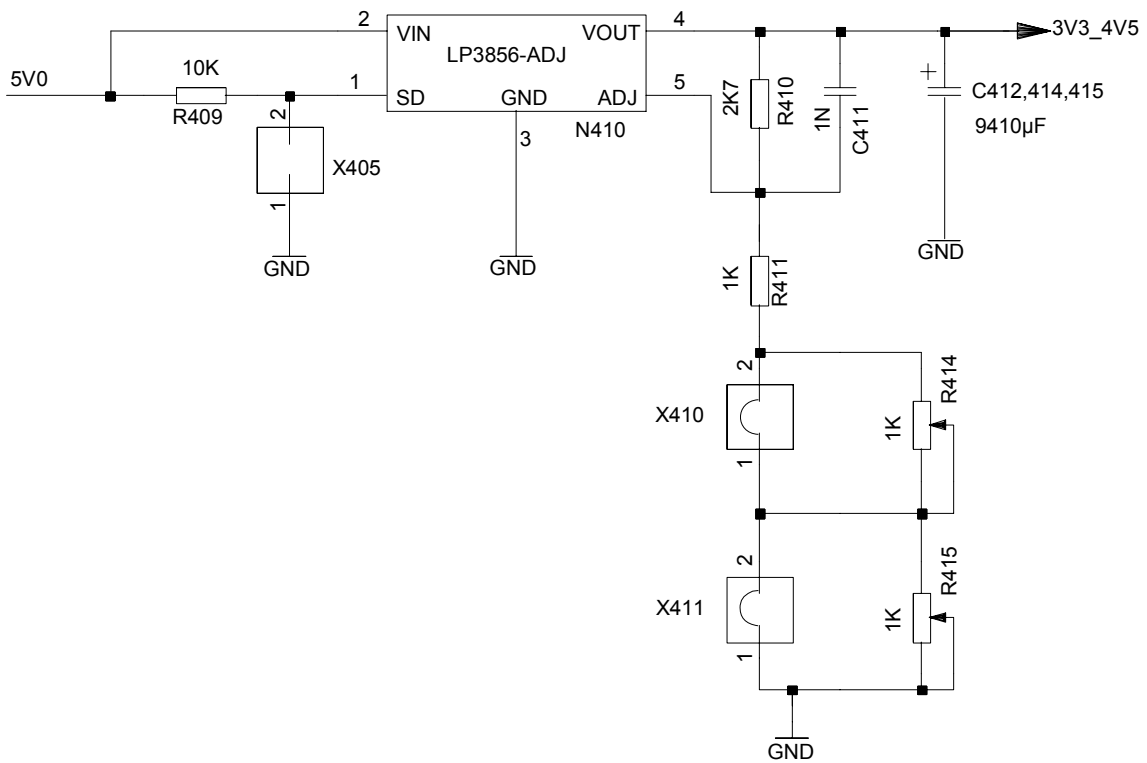 2
VIN
VOUT
4
3V3_4V5
LP3856-ADJ
5V0
10K
R409
1
SD
GND
ADJ
5
N410
3
2
X405
1
GND
GND
2K7
R410
1N
C411
+
C412,414,415
9410µF
GND
1K
R411
2
X410
1
1K
R414
2
X411
1
1K
R415
GND